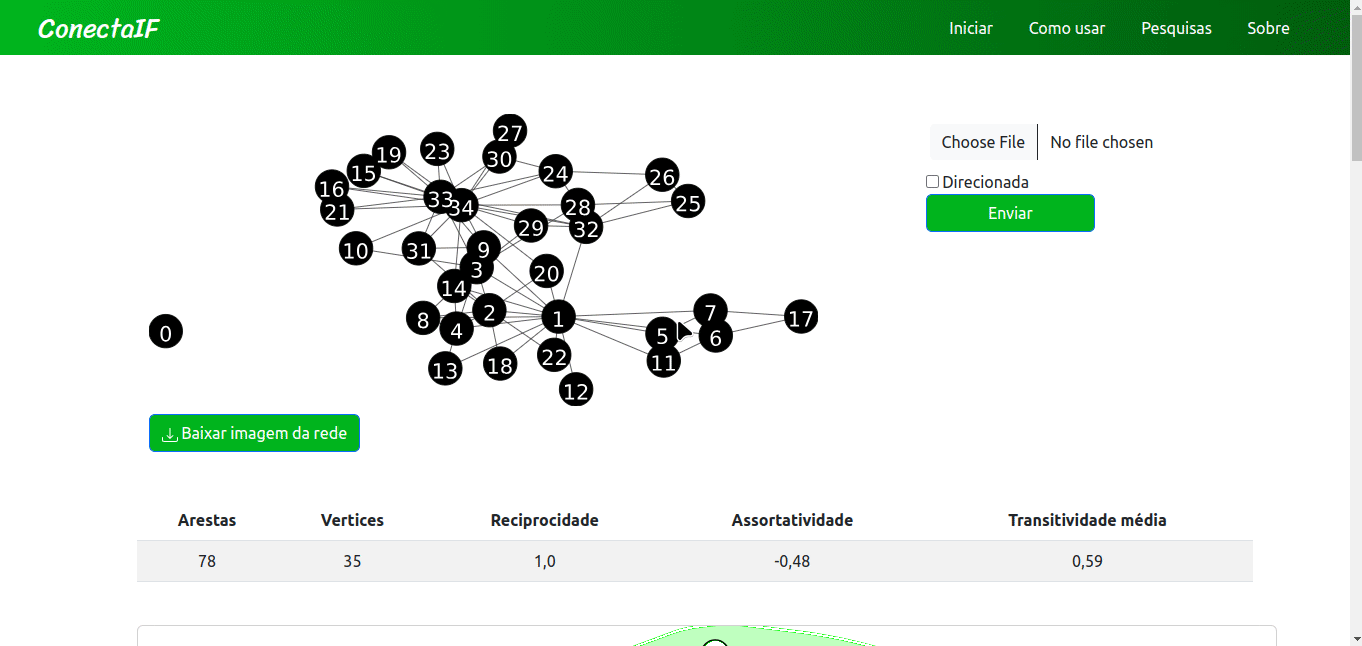 ConectaIF
Iniciar Como usar Pesquisas Sobre
27
19 23 30
15 24
16 26
33
21 34 28 25
29 32
10 31 9
3 20
14
8 2 1 7 17
0 4 5 6
13 18 22 11
12
Choose File No file chosen
Direcionada
Enviar
Baixar imagem da rede
Arestas Vertices Reciprocidade Assortatividade Transitividade média
78 35 1,0 -0,48 0,59